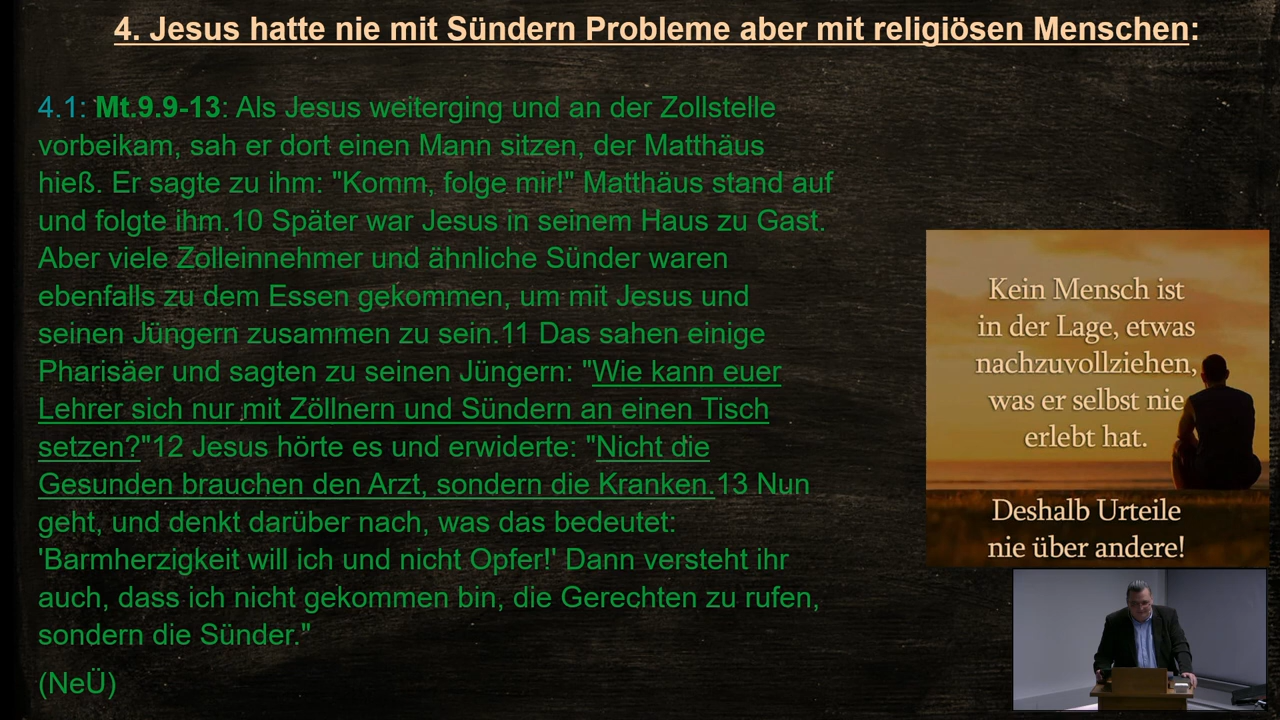 4. Jesus hatte nie mit Sündern Probleme aber mit religiösen Menschen:
4.1: Mt.9.9-13: Als Jesus weiterging und an der Zollstelle
vorbeikam, sah er dort einen Mann sitzen, der Matthäus
hieß. Er sagte zu ihm: "Komm, folge mir!" Matthäus stand auf
und folgte ihm.10 Später war Jesus in seinem Haus zu Gast.
Aber viele Zolleinnehmer und ähnliche Sünder waren
ebenfalls zu dem Essen gekommen, um mit Jesus und
seinen Jüngern zusammen zu sein.11 Das sahen einige
Pharisäer und sagten zu seinen Jüngern: "Wie kann euer
Lehrer sich nur mit Zöllnern und Sündern an einen Tisch
setzen?"12 Jesus hörte es und erwiderte: "Nicht die
Gesunden brauchen den Arzt, sondern die Kranken.13 Nun
geht, und denkt darüber nach, was das bedeutet:
'Barmherzigkeit will ich und nicht Opfer!' Dann versteht ihr
auch, dass ich nicht gekommen bin, die Gerechten zu rufen,
sondern die Sünder."
(NeÜ)
Kein Mensch ist
in der Lage, etwas
nachzuvollziehen,
was er selbst nie
erlebt hat.
Deshalb Urteile
nie über andere!